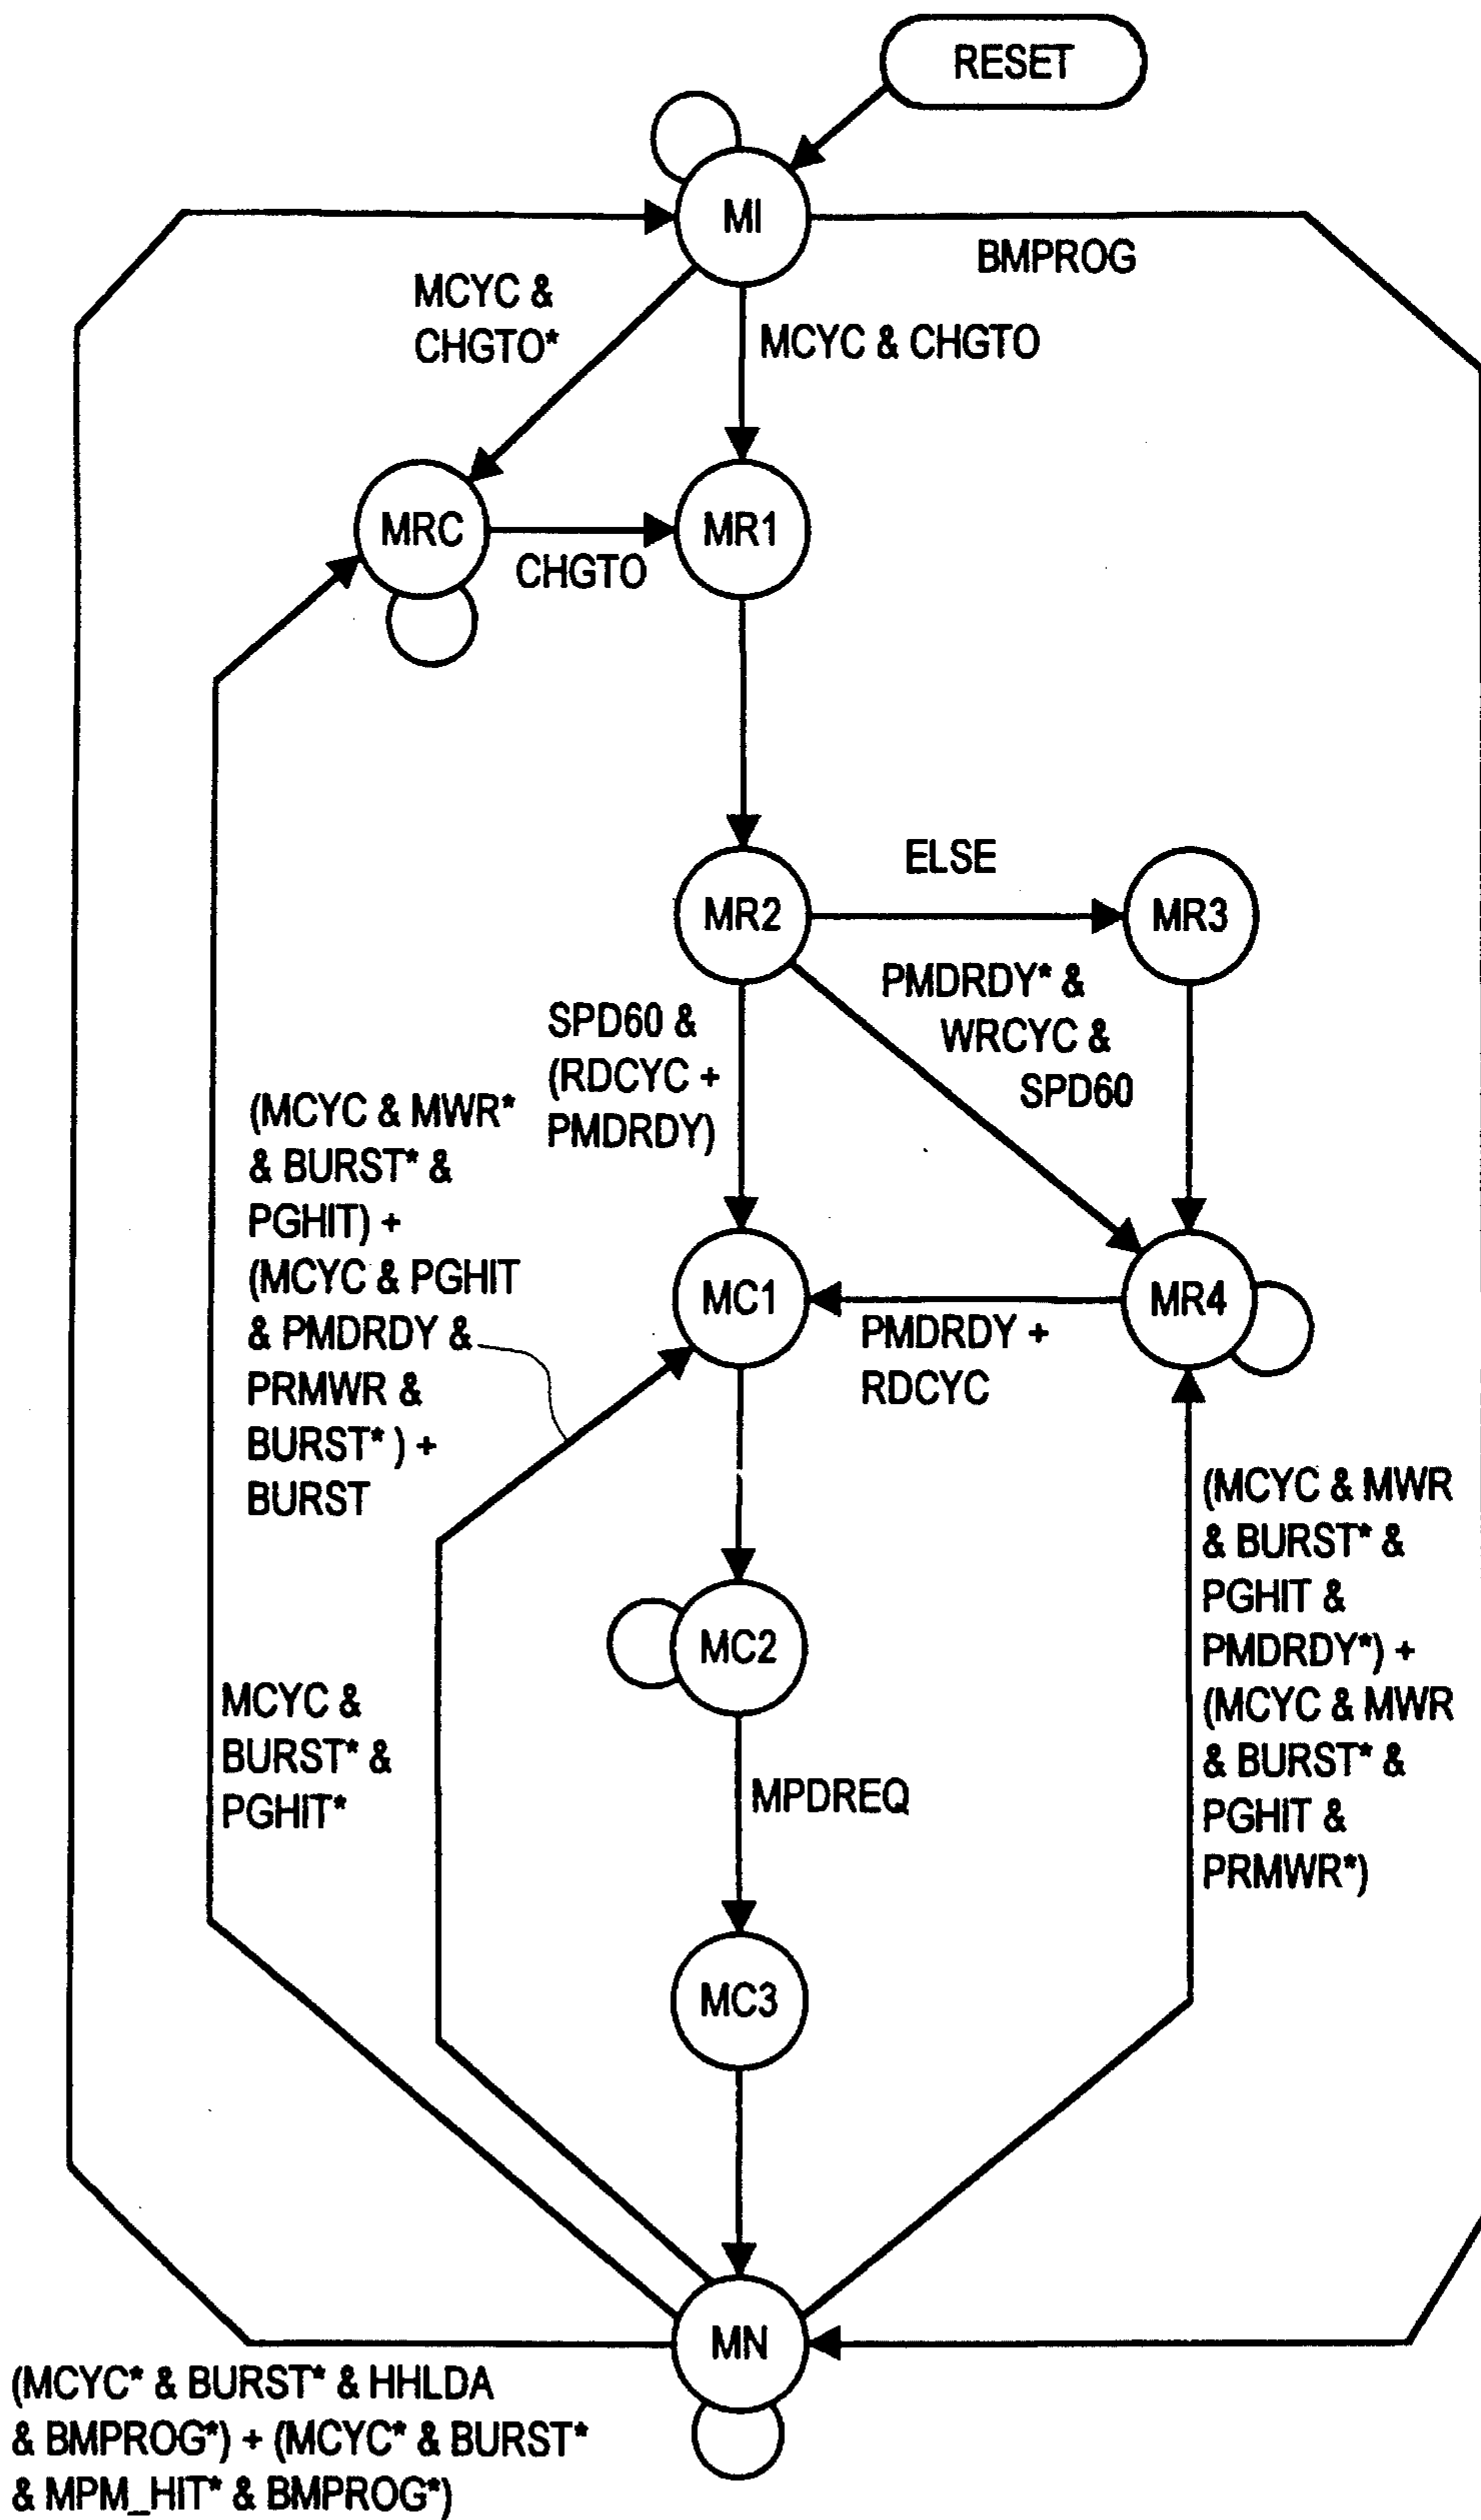 RESET
MI
BMPROG
MCYC &
CHGTO*
MCYC & CHGTO
MRC
MR1
CHGTO
ELSE
MR2
MR3
PMDRDY* &
WRCYC &
SPD60
SPD60 &
(RDCYC +
PMDRDY)
(MCYC & MWR*
& BURST* &
PGHIT) +
(MCYC & PGHIT
& PMDRDY &
PRMWR &
BURST* ) +
BURST
MC1
MR4
PMDRDY +
RDCYC
(MCYC & MWR
& BURST* &
PGHIT &
PMDRDY*) +
(MCYC & MWR
& BURST* &
PGHIT &
PRMWR*)
MC2
MCYC &
BURST* &
PGHIT*
MPDREQ
MC3
MN
(MCYC* & BURST* & HHLDA
& BMPROG*) + (MCYC* & BURST*
& MPM_HIT* & BMPROG*)